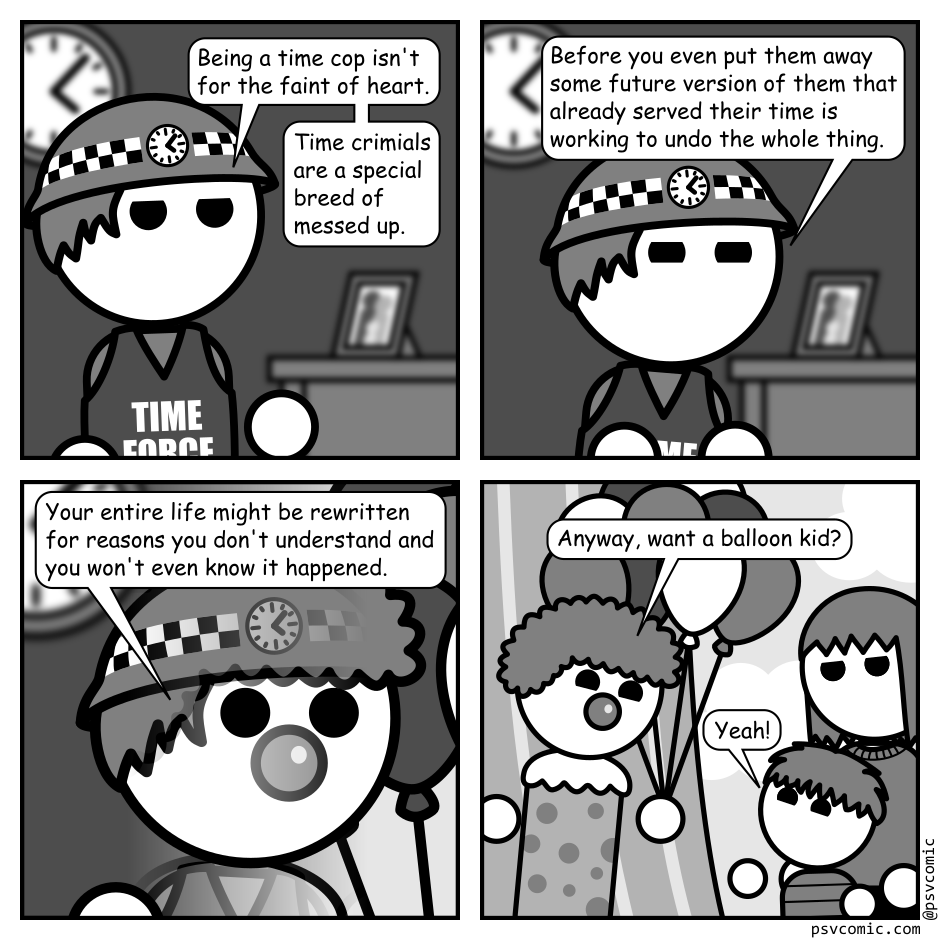 Being a time cop isn't
for the faint of heart.
Time crimials
are a special
breed of
messed up.
TIME
FORCE
Before you even put them away
some future version of them that
already served their time is
working to undo the whole thing.
ME
Your entire life might be rewritten
for reasons you don't understand and
you won't even know it happened.
Anyway, want a balloon kid?
Yeah!
@psvcomic
psvcomic.com